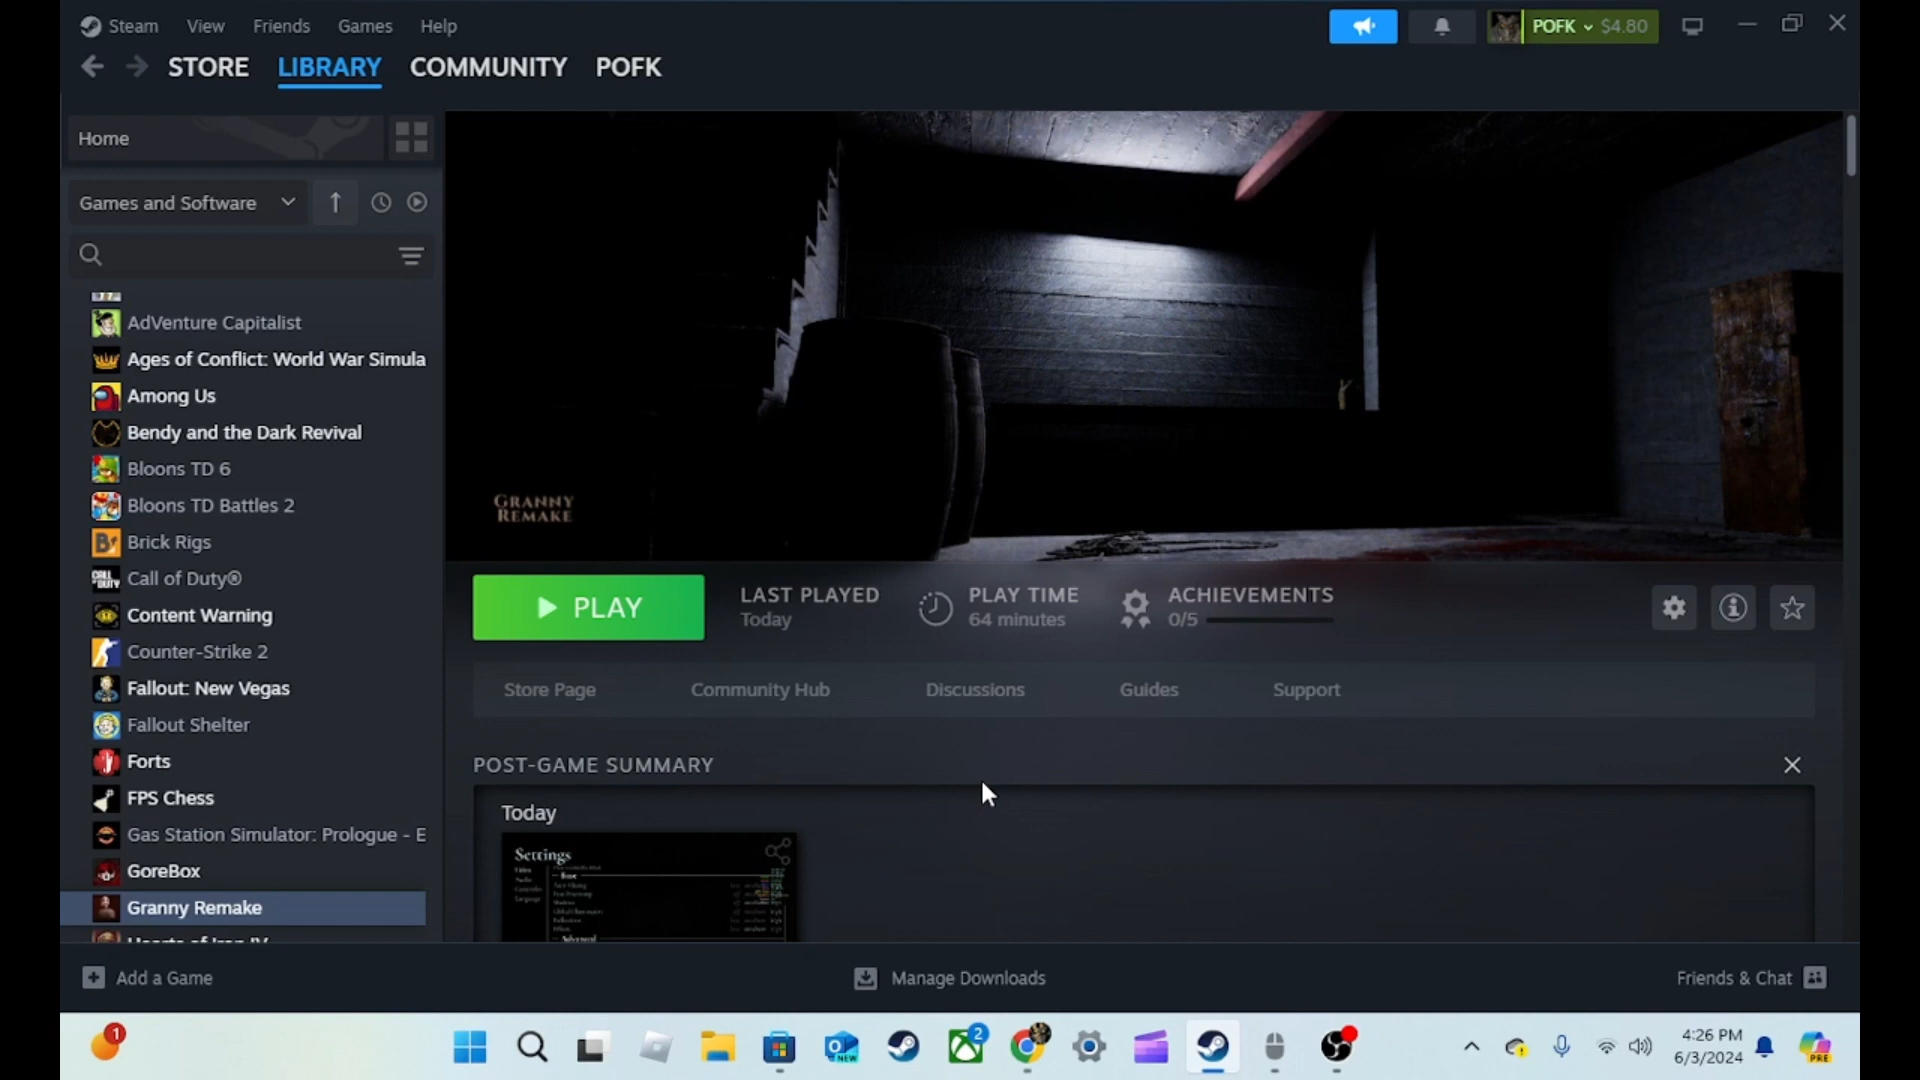 Steam View Friends Games Help
POFK $4.80
STORE LIBRARY COMMUNITY POFK
Home
Games and Software
AdVenture Capitalist
Ages of Conflict: World War Simula
Among Us
Bendy and the Dark Revival
Bloons TD 6
Bloons TD Battles 2
Brick Rigs
Call of Duty®
Content Warning
Counter-Strike 2
Fallout: New Vegas
Fallout Shelter
Forts
FPS Chess
Gas Station Simulator: Prologue - E
GoreBox
Granny Remake
GRANNY
REMAKE
PLAY
LAST PLAYED
Today
PLAY TIME
64 minutes
ACHIEVEMENTS
0/5
Store Page Community Hub Discussions Guides Support
POST-GAME SUMMARY
Today
Settings
Add a Game
Manage Downloads
Friends & Chat
1
NEW
2
4:26 PM
6/3/2024
PRE